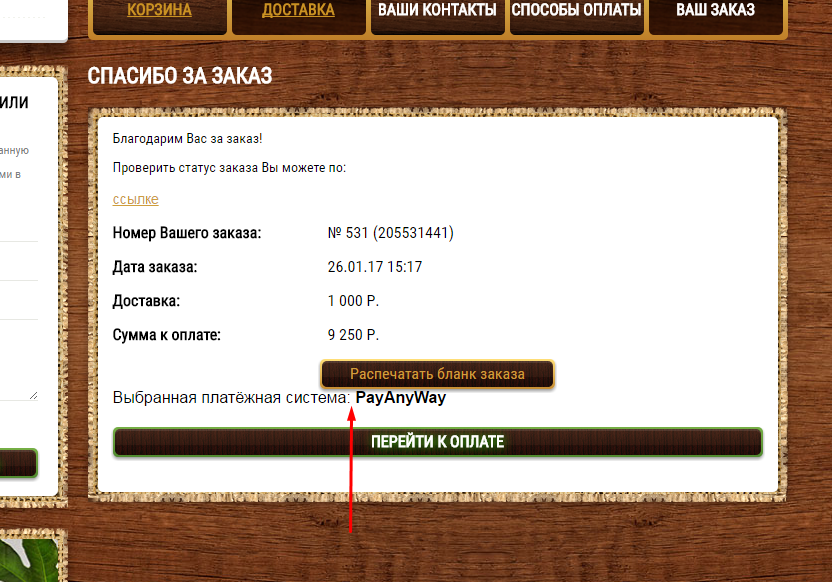 КОРЗИНА
ДОСТАВКА
ВАШИ КОНТАКТЫ
СПОСОБЫ ОПЛАТЫ
ВАШ ЗАКАЗ
СПАСИБО ЗА ЗАКАЗ
ИЛИ
анную
ми в
Благодарим Вас за заказ!
Проверить статус заказа Вы можете по:
ссылке
Номер Вашего заказа: № 531 (205531441)
Дата заказа: 26.01.17 15:17
Доставка: 1 000 Р.
Сумма к оплате: 9 250 Р.
Распечатать бланк заказа
Выбранная платёжная система: PayAnyWay
ПЕРЕЙТИ К ОПЛАТЕ